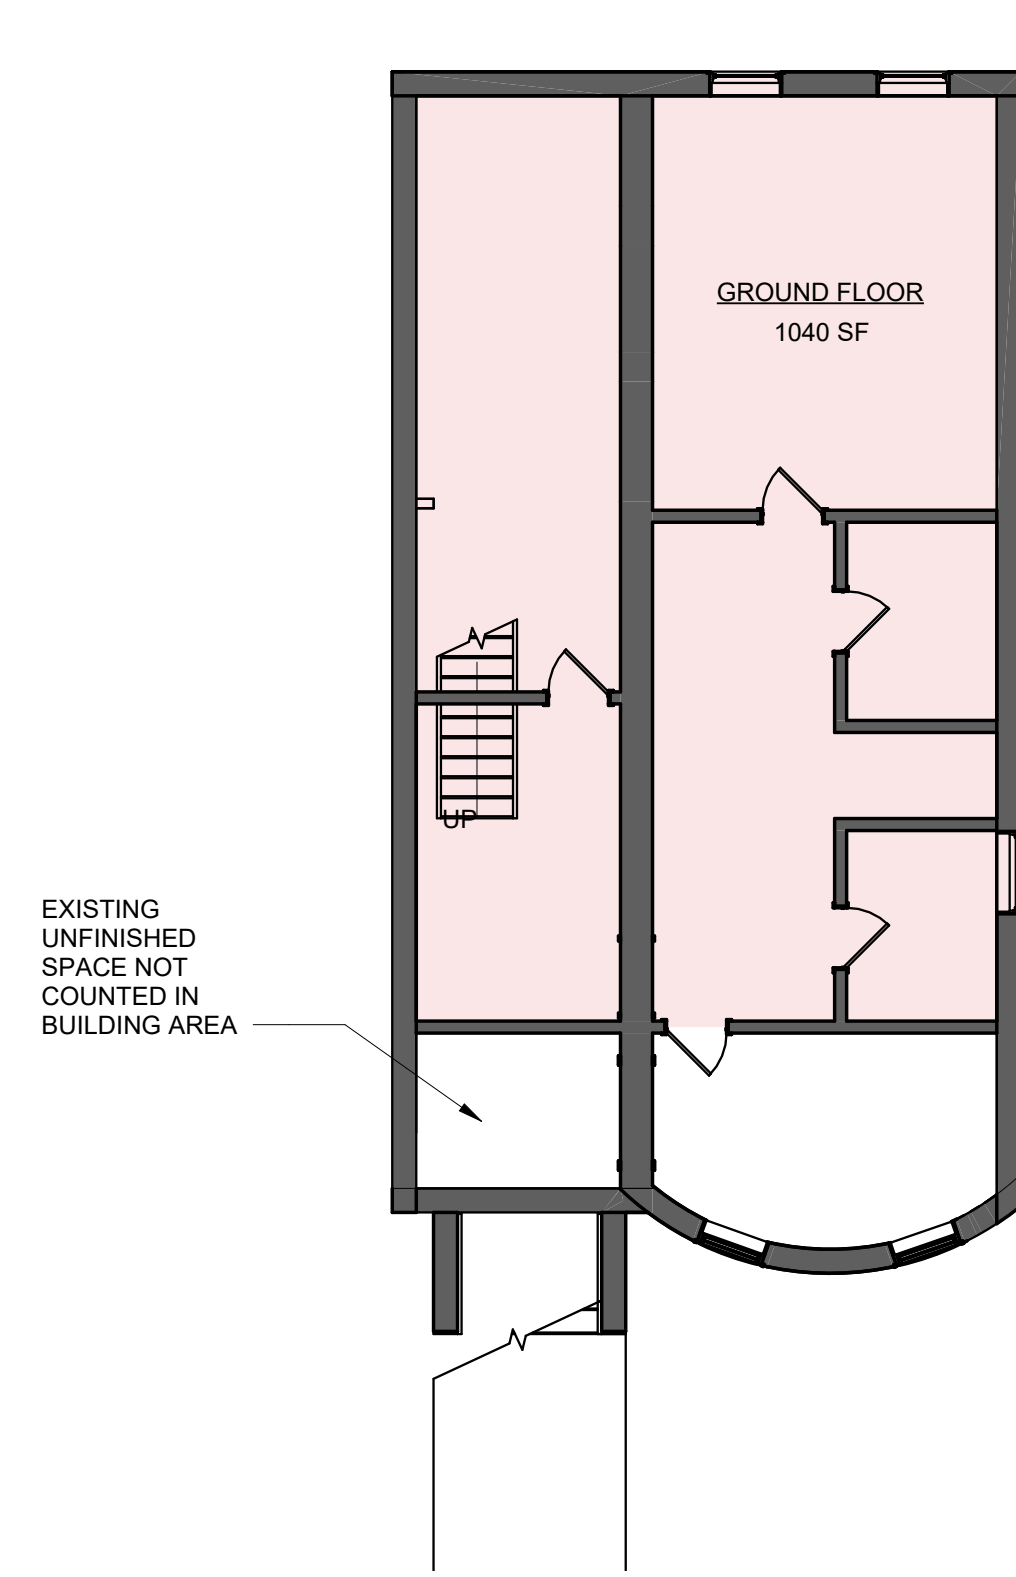 GROUND FLOOR
1040 SF
UP
EXISTING
UNFINISHED
SPACE NOT
COUNTED IN
BUILDING AREA